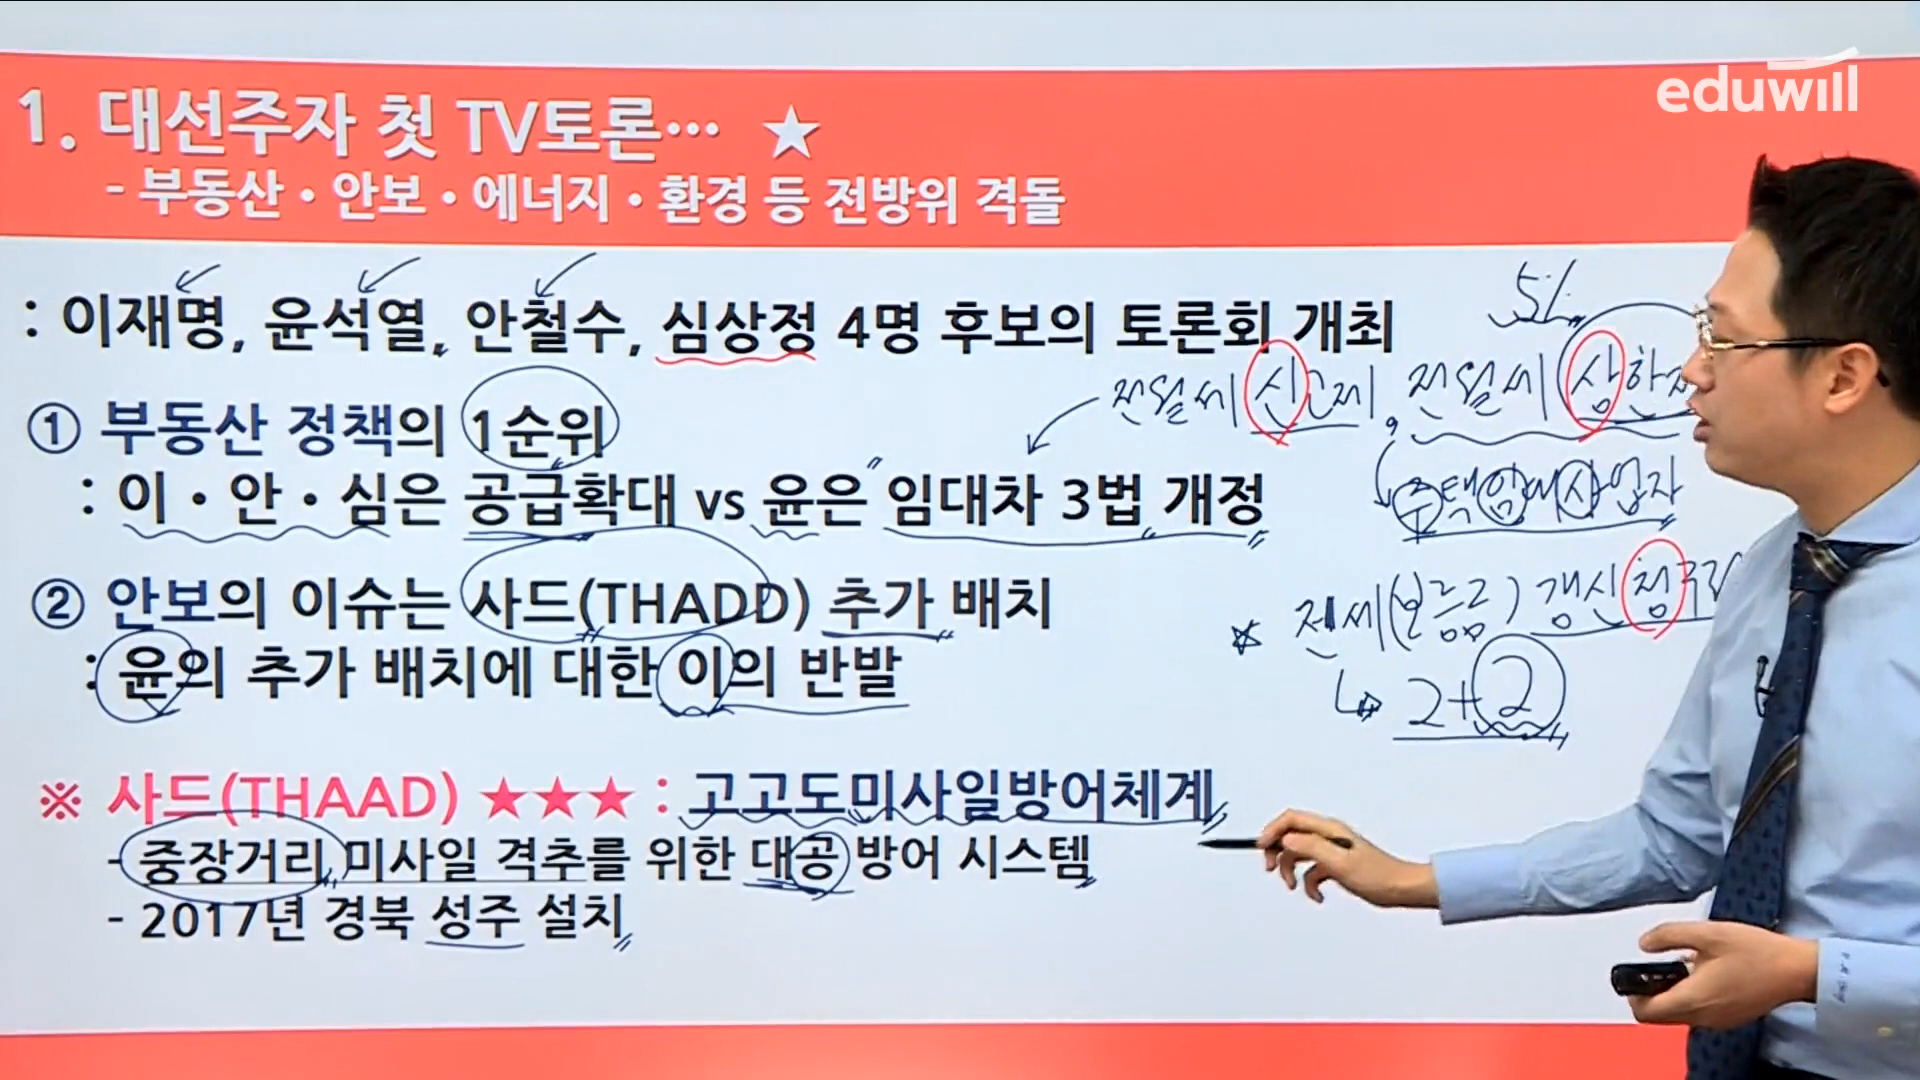 eduwill
1. 대선주자 첫 TV토론… ★
- 부동산・안보・에너지・환경 등 전방위 격돌
: 이재명, 윤석열, 안철수, 심상정 4명 후보의 토론회 개최
5%
전월세 신고제, 전월세 상한제
① 부동산 정책의 1순위
: 이・안・심은 공급확대 vs 윤은 "임대차 3법 개정"
주택임대사업자
② 안보의 이슈는 사드(THADD) 추가 배치
* 전세(보증금) 갱신청구
: 윤의 추가 배치에 대한 이의 반발
2+2
※ 사드(THAAD) ★★★ : 고고도미사일방어체계
- 중장거리 미사일 격추를 위한 대공 방어 시스템
- 2017년 경북 성주 설치